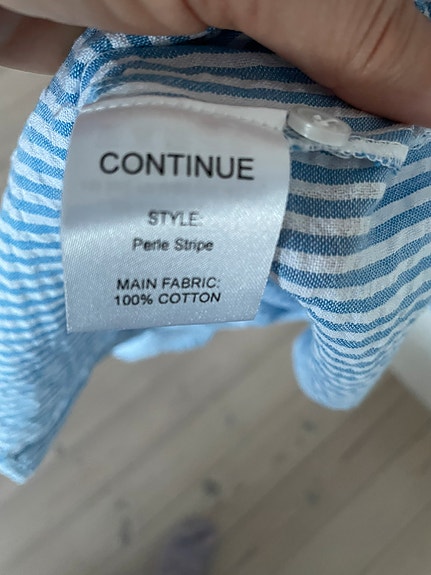 CONTINUE
STYLE:
Perle Stripe
MAIN FABRIC:
100% COTTON